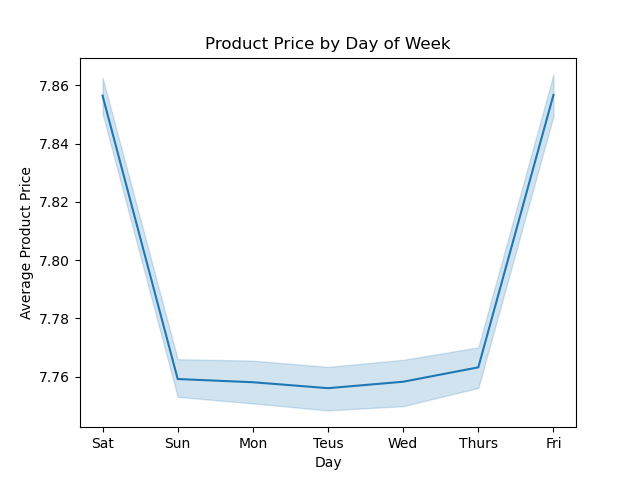 Product Price by Day of Week
Average Product Price
7.86
7.84
7.82
7.80
7.78
7.76
Sat Sun Mon Teus Wed Thurs Fri
Day